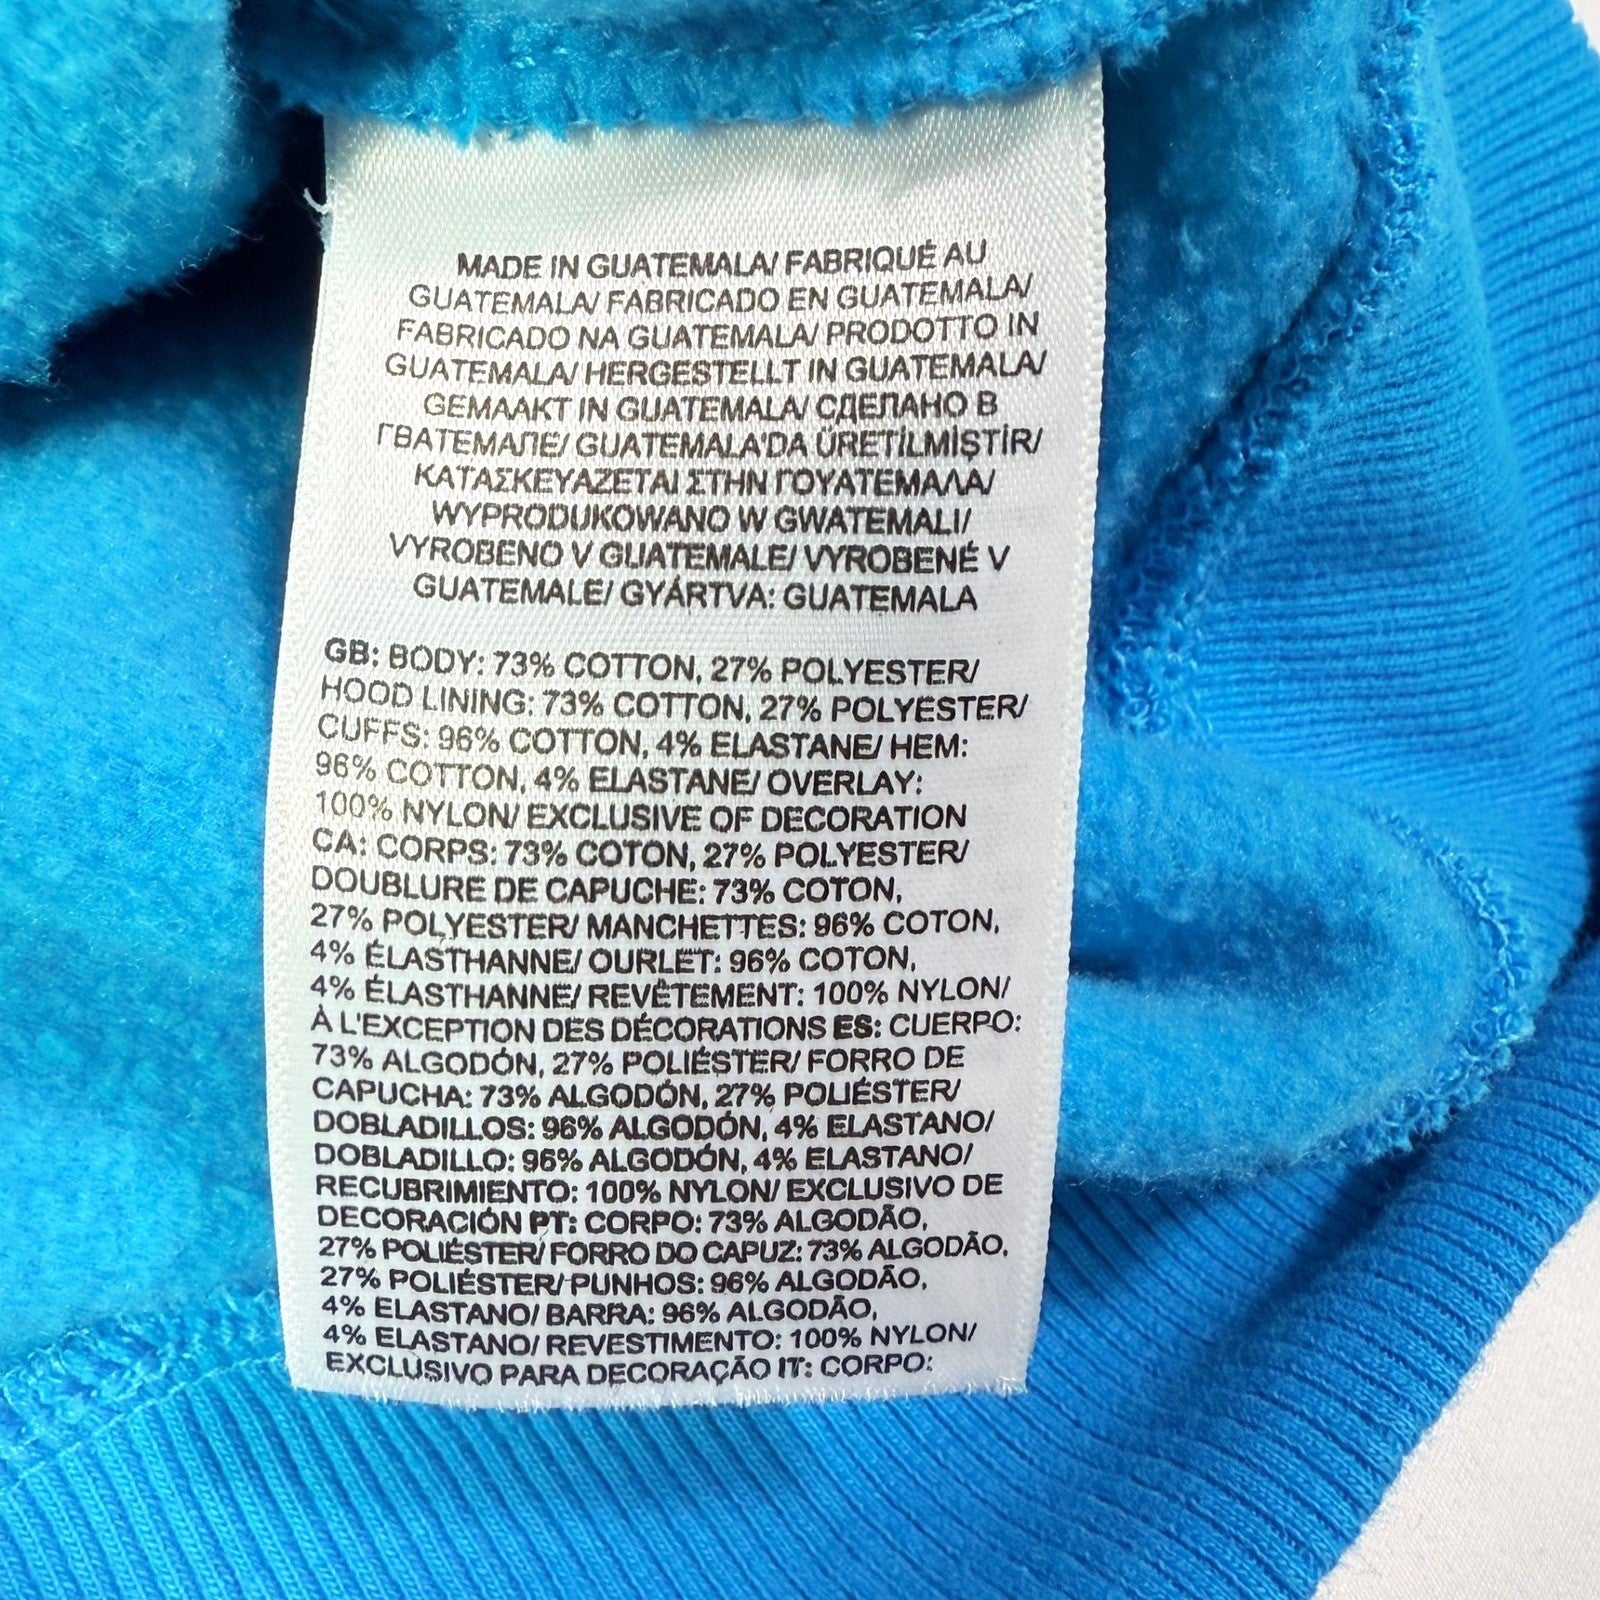 MADE IN GUATEMALA/ FABRIQUÉ AU
GUATEMALA/ FABRICADO EN GUATEMALA/
FABRICADO NA GUATEMALA/ PRODOTTO IN
GUATEMALA/ HERGESTELLT IN GUATEMALA/
GEMAAKT IN GUATEMALA/ СДЕЛАНО В
ГВАТЕМАЛЕ/ GUATEMALA'DA ÜRETİLMİŞTİR/
ΚΑΤΑΣΚΕΥΑΖΕΤΑΙ ΣΤΗΝ ΓΟΥΑΤΕΜΑΛΑ/
WYPRODUKOWANO W GWATEMALI/
VYROBENO V GUATEMALE/ VYROBENÉ V
GUATEMALE/ GYÁRTVA: GUATEMALA
GB: BODY: 73% COTTON, 27% POLYESTER/
HOOD LINING: 73% COTTON, 27% POLYESTER/
CUFFS: 96% COTTON, 4% ELASTANE/ HEM:
96% COTTON, 4% ELASTANE/ OVERLAY:
100% NYLON/ EXCLUSIVE OF DECORATION
CA: CORPS: 73% COTON, 27% POLYESTER/
DOUBLURE DE CAPUCHE: 73% COTON,
27% POLYESTER/ MANCHETTES: 96% COTON,
4% ÉLASTHANNE/ OURLET: 96% COTON,
4% ÉLASTHANNE/ REVÊTEMENT: 100% NYLON/
À L'EXCEPTION DES DÉCORATIONS ES: CUERPO:
73% ALGODÓN, 27% POLIÉSTER/ FORRO DE
CAPUCHA: 73% ALGODÓN, 27% POLIÉSTER/
DOBLADILLOS: 96% ALGODÓN, 4% ELASTANO/
DOBLADILLO: 96% ALGODÓN, 4% ELASTANO/
RECUBRIMIENTO: 100% NYLON/ EXCLUSIVO DE
DECORACIÓN PT: CORPO: 73% ALGODÃO,
27% POLIÉSTER/ FORRO DO CAPUZ: 73% ALGODÃO,
27% POLIÉSTER/ PUNHOS: 96% ALGODÃO,
4% ELASTANO/ BARRA: 96% ALGODÃO,
4% ELASTANO/ REVESTIMENTO: 100% NYLON/
EXCLUSIVO PARA DECORAÇÃO IT: CORPO: